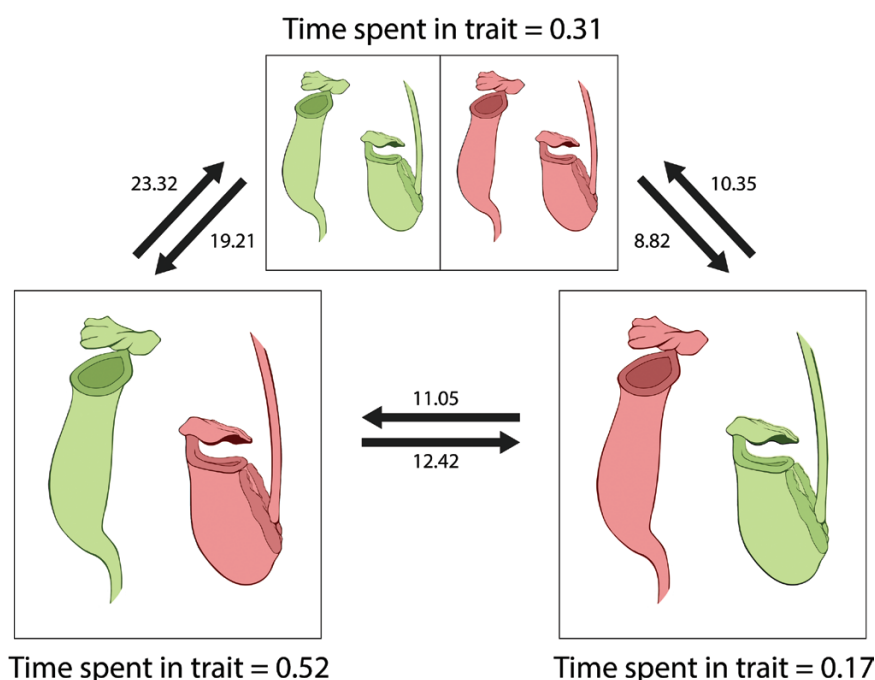 Time spent in trait = 0.31
23.32
19.21
10.35
8.82
11.05
12.42
Time spent in trait = 0.52
Time spent in trait = 0.17